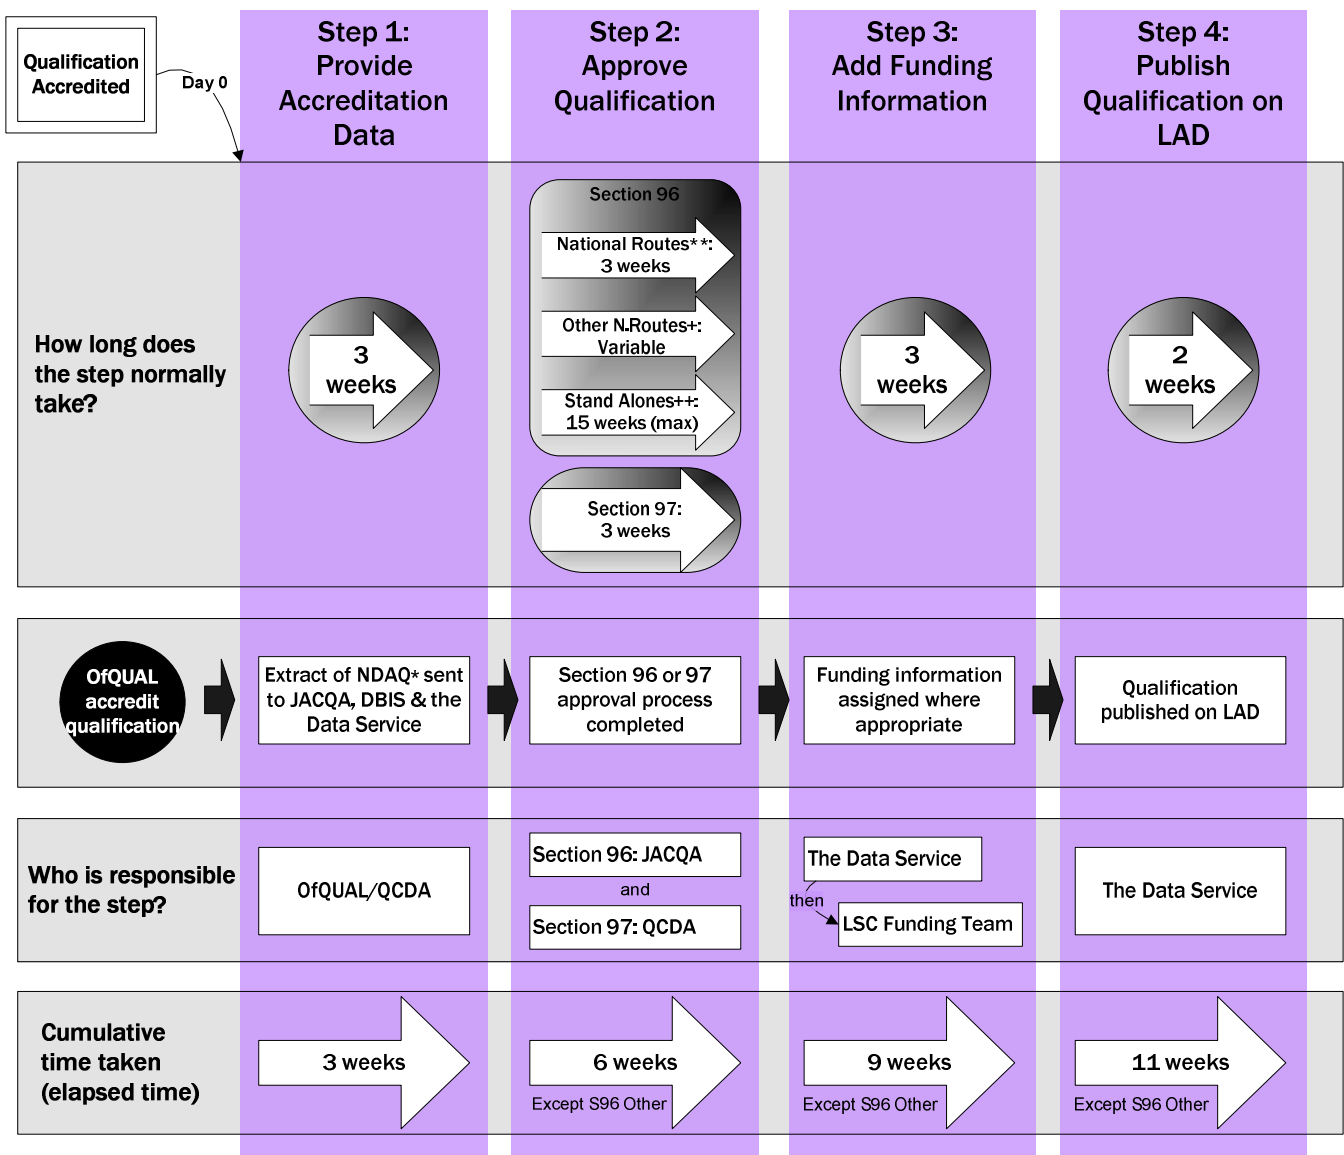 Qualification
Accredited
Day 0
Step 1:
Provide
Accreditation
Data
Step 2:
Approve
Qualification
Step 3:
Add Funding
Information
Step 4:
Publish
Qualification on
LAD
How long does
the step normally
take?
3
weeks
Section 96
National Routes**:
3 weeks
Other N.Routes+:
Variable
Stand Alones++:
15 weeks (max)
Section 97:
3 weeks
3
weeks
2
weeks
OfQUAL
accredit
qualification
Extract of NDAQ* sent
to JACQA, DBIS & the
Data Service
Section 96 or 97
approval process
completed
Funding information
assigned where
appropriate
Qualification
published on LAD
Who is responsible
for the step?
OfQUAL/QCDA
Section 96: JACQA
and
Section 97: QCDA
The Data Service
then
LSC Funding Team
The Data Service
Cumulative
time taken
(elapsed time)
3 weeks
6 weeks
Except S96 Other
9 weeks
Except S96 Other
11 weeks
Except S96 Other